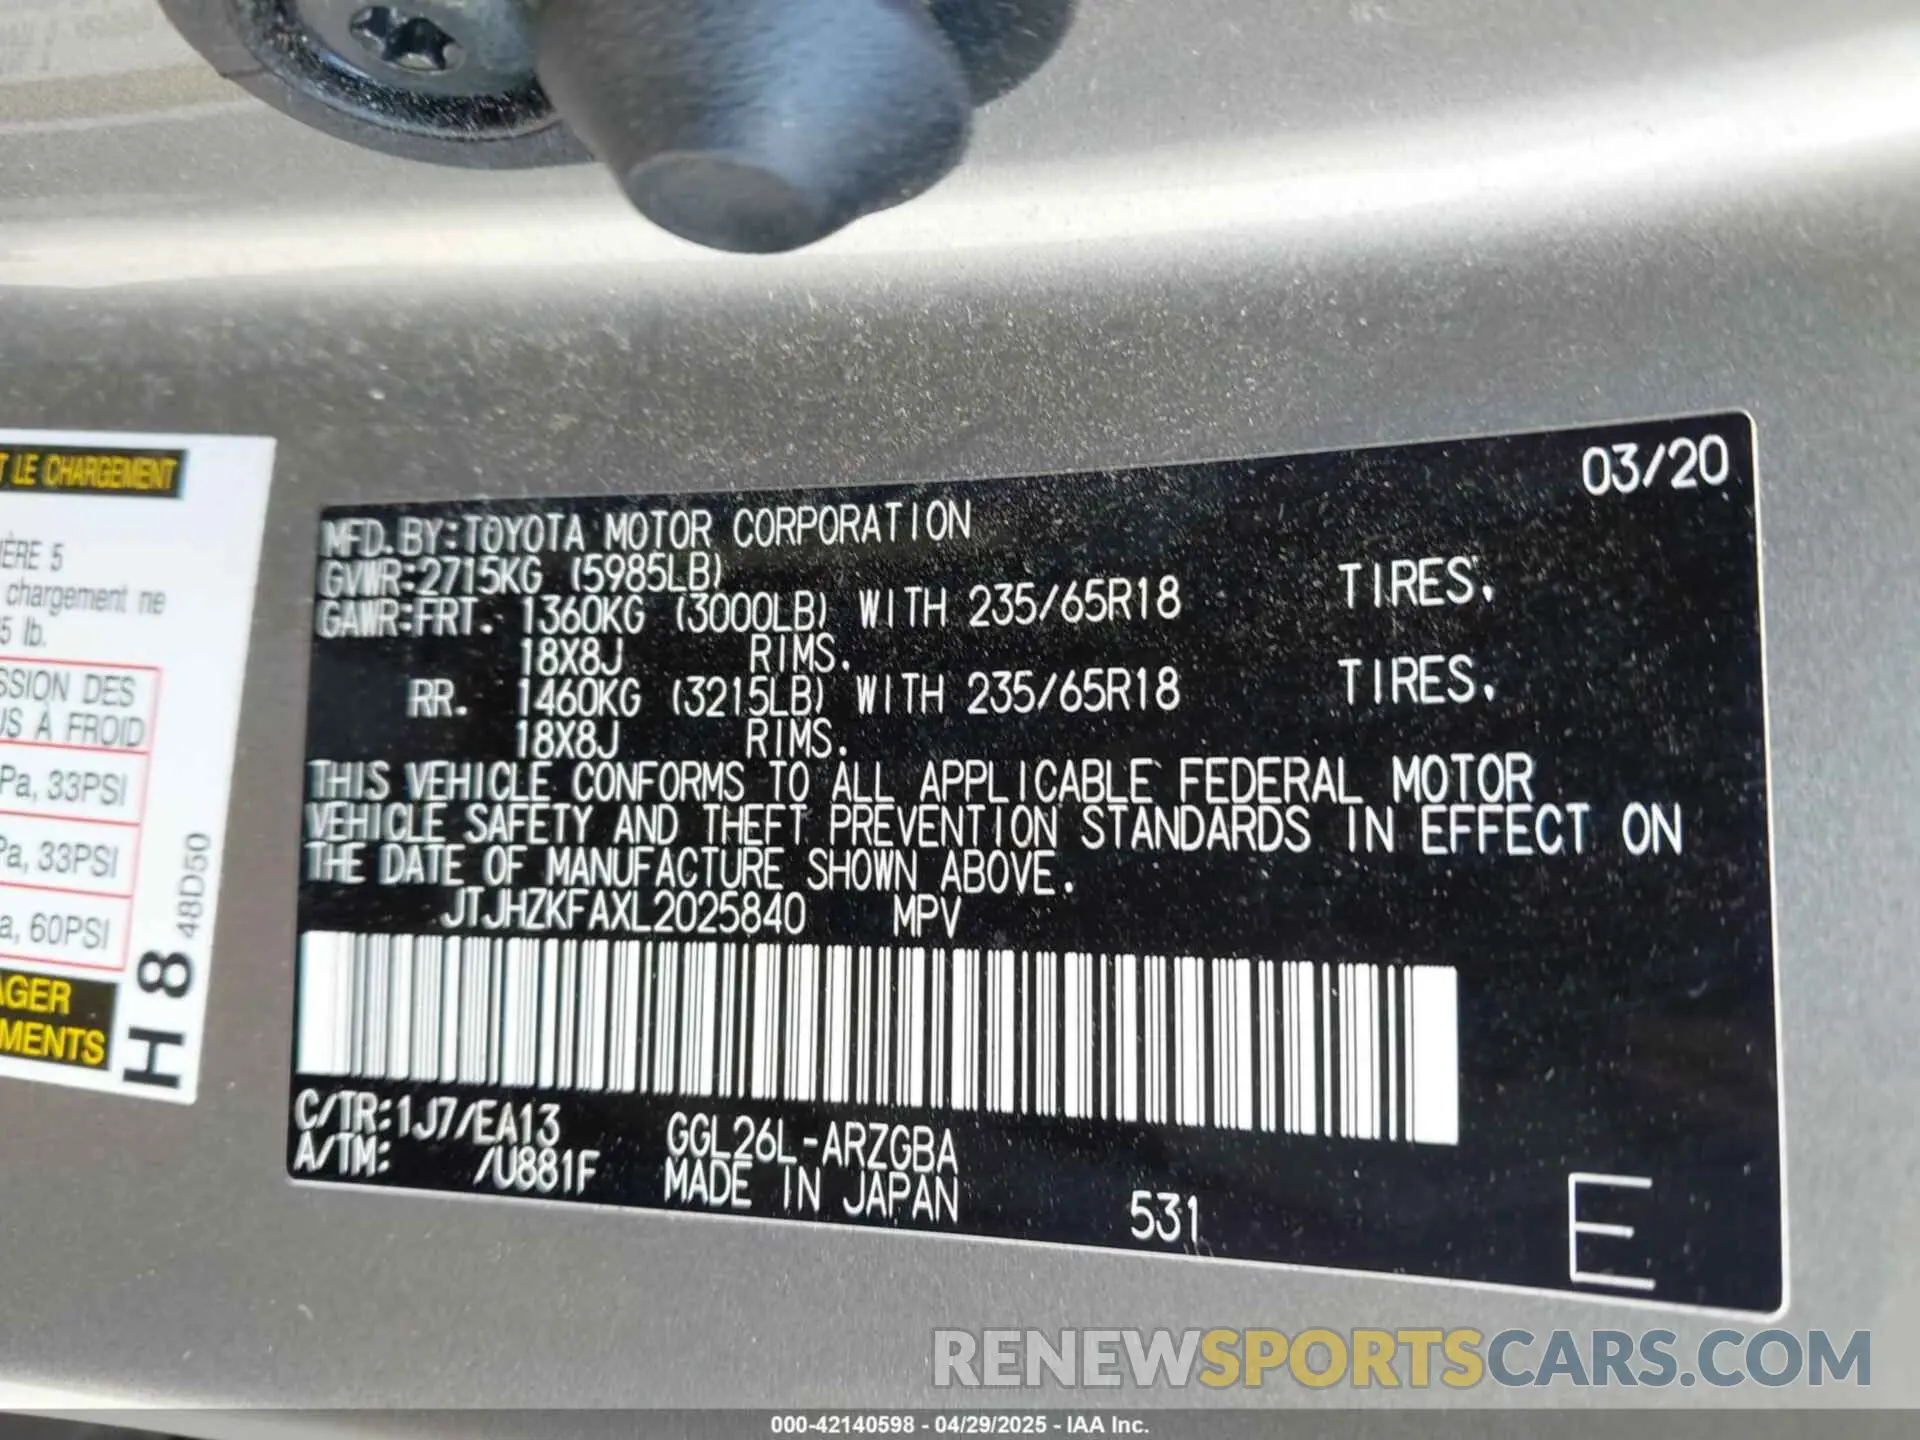 T LE CHARGEMENT
IÈRE 5
chargement ne
5 lb.
SSION DES
US À FROID
Pa, 33PSI
Pa, 33PSI
a, 60PSI
AGER
MENTS
H8
48D50
03/20
MFD.BY:TOYOTA MOTOR CORPORATION
GVWR:2715KG (5985LB)
GAWR:FRT. 1360KG (3000LB) WITH 235/65R18 TIRES,
18X8J RIMS.
RR. 1460KG (3215LB) WITH 235/65R18 TIRES,
18X8J RIMS.
THIS VEHICLE CONFORMS TO ALL APPLICABLE FEDERAL MOTOR
VEHICLE SAFETY AND THEFT PREVENTION STANDARDS IN EFFECT ON
THE DATE OF MANUFACTURE SHOWN ABOVE.
JTJHZKFAXL2025840 MPV
C/TR:1J7/EA13 GGL26L-ARZGBA
A/TM: /U881F MADE IN JAPAN
531
E
RENEWSPORTSCARS.COM
000-42140598 - 04/29/2025 - IAA Inc.